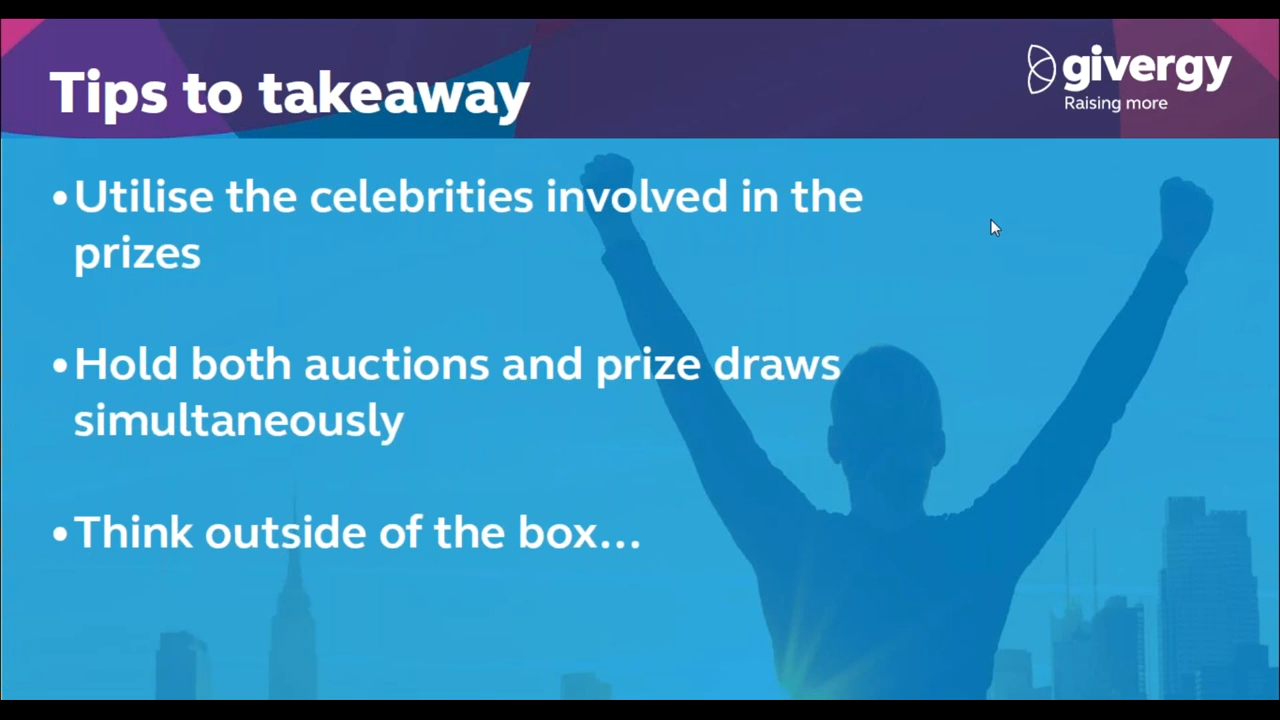 Tips to takeaway
givergy
Raising more
•Utilise the celebrities involved in the
prizes
•Hold both auctions and prize draws
simultaneously
•Think outside of the box...